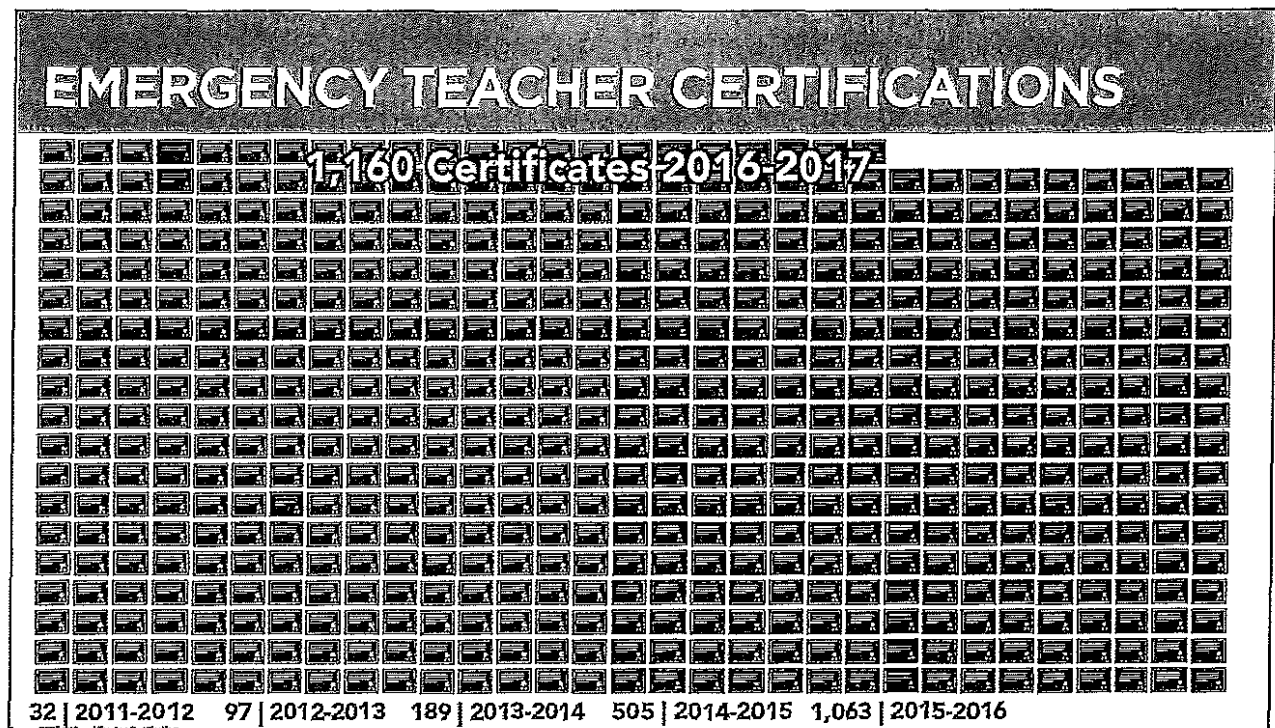 EMERGENCY TEACHER CERTIFICATIONS
1,160 Certificates 2016-2017
32 | 2011-2012 97 | 2012-2013 189 | 2013-2014 505 | 2014-2015 1,063 | 2015-2016